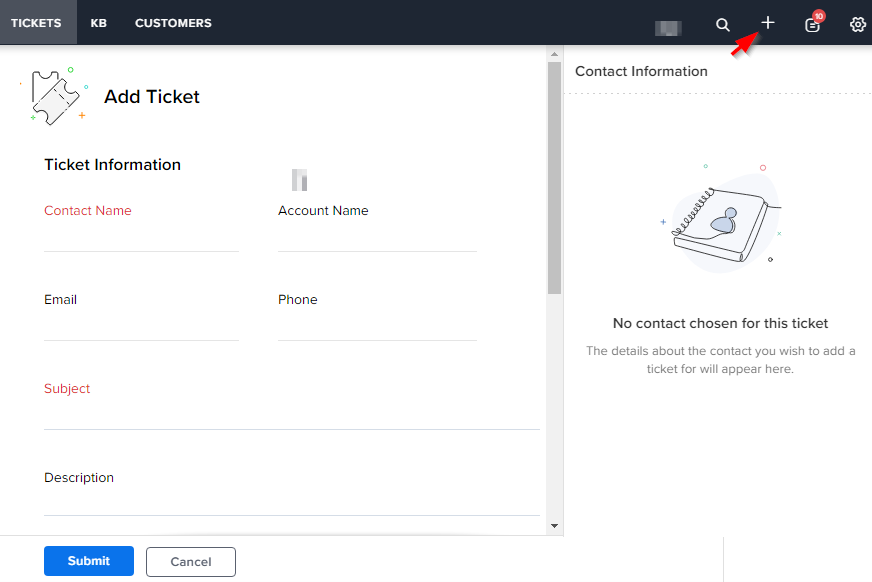 TICKETS KB CUSTOMERS 10
Add Ticket
Ticket Information
Contact Name Account Name
Email Phone
Subject
Description
Submit Cancel
Contact Information
No contact chosen for this ticket
The details about the contact you wish to add a
ticket for will appear here.